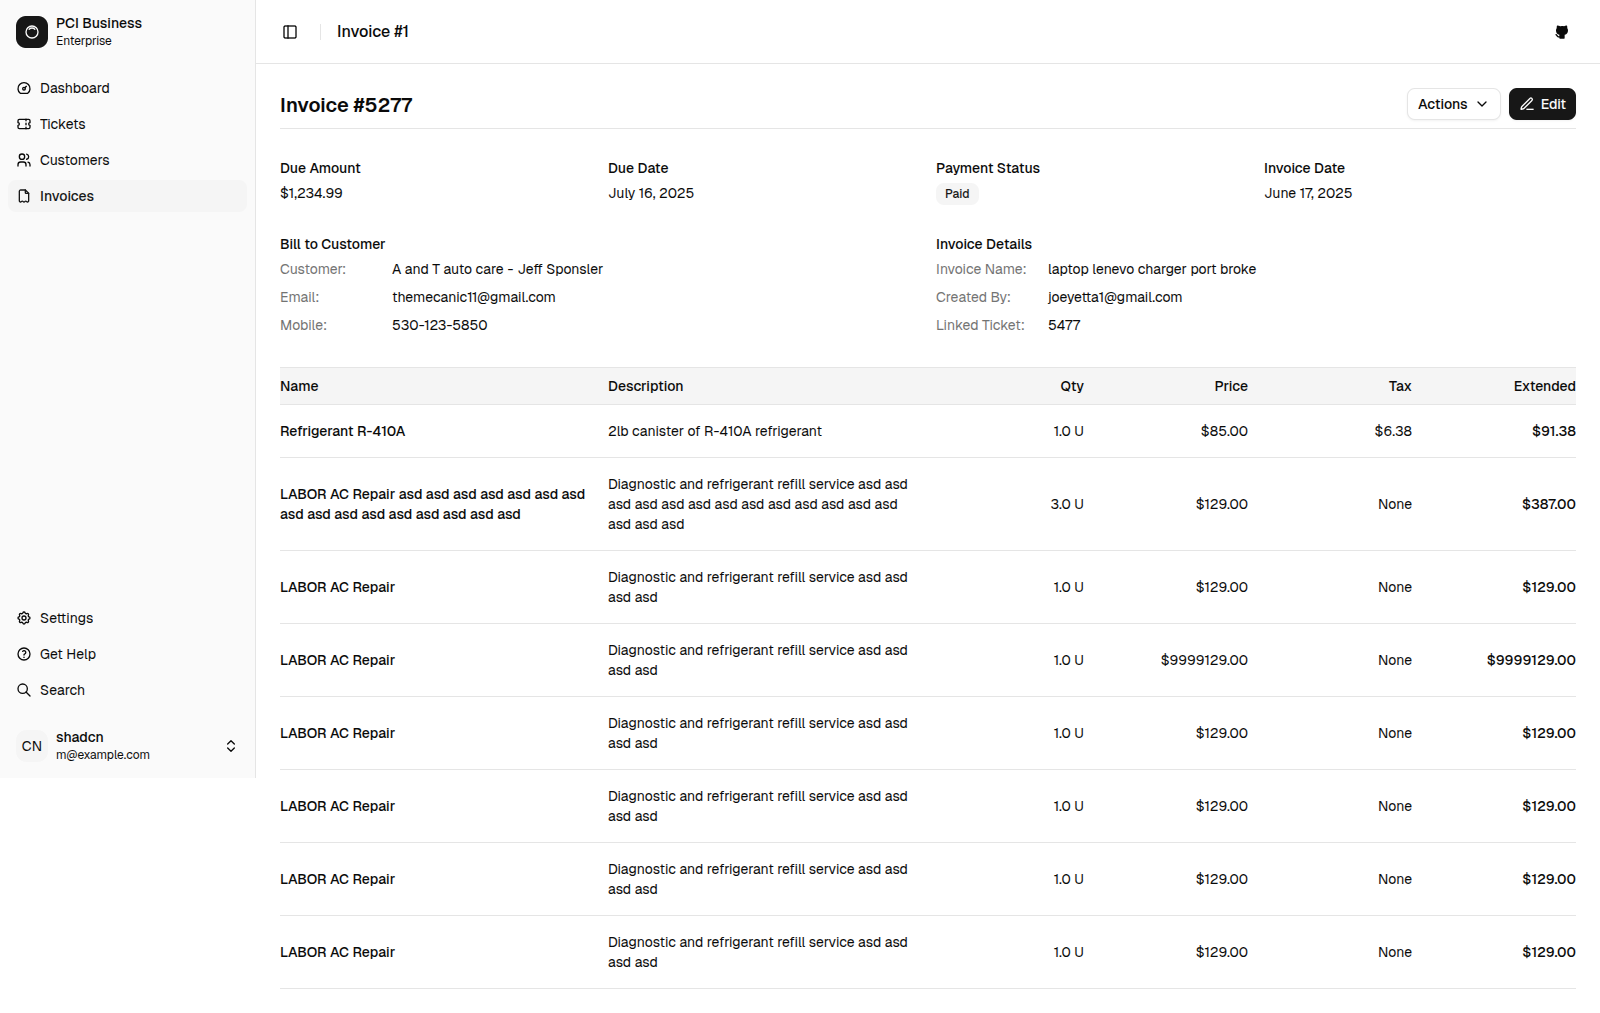 PCI Business
Enterprise
Dashboard
Tickets
Customers
Invoices
Settings
Get Help
Search
CN
shadcn
m@example.com
Invoice #1
Invoice #5277
Actions
Edit
Due Amount
$1,234.99
Due Date
July 16, 2025
Payment Status
Paid
Invoice Date
June 17, 2025
Bill to Customer
Customer: A and T auto care - Jeff Sponsler
Email: themecanic11@gmail.com
Mobile: 530-123-5850
Invoice Details
Invoice Name: laptop lenevo charger port broke
Created By: joeyetta1@gmail.com
Linked Ticket: 5477
Name Description Qty Price Tax Extended
Refrigerant R-410A 2lb canister of R-410A refrigerant 1.0 U $85.00 $6.38 $91.38
LABOR AC Repair asd asd asd asd asd asd asd
asd asd asd asd asd asd asd asd asd
Diagnostic and refrigerant refill service asd asd
asd asd asd asd asd asd asd asd asd asd asd
asd asd asd
3.0 U $129.00 None $387.00
LABOR AC Repair
Diagnostic and refrigerant refill service asd asd
asd asd
1.0 U $129.00 None $129.00
LABOR AC Repair
Diagnostic and refrigerant refill service asd asd
asd asd
1.0 U $9999129.00 None $9999129.00
LABOR AC Repair
Diagnostic and refrigerant refill service asd asd
asd asd
1.0 U $129.00 None $129.00
LABOR AC Repair
Diagnostic and refrigerant refill service asd asd
asd asd
1.0 U $129.00 None $129.00
LABOR AC Repair
Diagnostic and refrigerant refill service asd asd
asd asd
1.0 U $129.00 None $129.00
LABOR AC Repair
Diagnostic and refrigerant refill service asd asd
asd asd
1.0 U $129.00 None $129.00